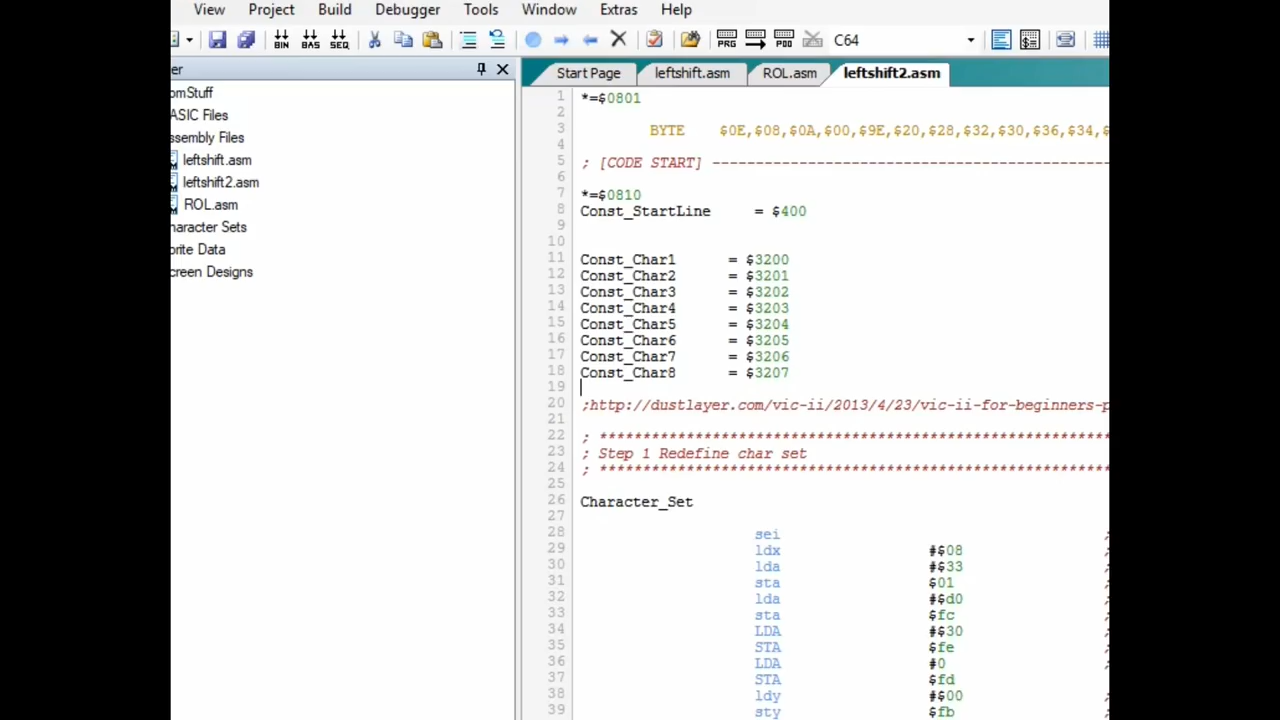 View Project Build Debugger Tools Window Extras Help
BIN BAS SEQ PRG POO C64
er
Start Page leftshift.asm ROL.asm leftshift2.asm
omStuff
ASIC Files
ssembly Files
leftshift.asm
leftshift2.asm
ROL.asm
haracter Sets
prite Data
creen Designs
1 *=$0801
2
3 BYTE $0E,$08,$0A,$00,$9E,$20,$28,$32,$30,$36,$34,$
4
5 ; [CODE START] ---------------------------------------------
6
7 *=$0810
8 Const_StartLine = $400
9
10
11 Const_Char1 = $3200
12 Const_Char2 = $3201
13 Const_Char3 = $3202
14 Const_Char4 = $3203
15 Const_Char5 = $3204
16 Const_Char6 = $3205
17 Const_Char7 = $3206
18 Const_Char8 = $3207
19
20 ;http://dustlayer.com/vic-ii/2013/4/23/vic-ii-for-beginners-p
21
22 ; **********************************************************
23 ; Step 1 Redefine char set
24 ; **********************************************************
25
26 Character_Set
27
28 sei ;
29 ldx #$08 ;
30 lda #$33 ;
31 sta $01 ;
32 lda #$d0 ;
33 sta $fc ;
34 LDA #$30 ;
35 STA $fe ;
36 LDA #0 ;
37 STA $fd
38 ldy #$00 ;
39 sty $fb ;